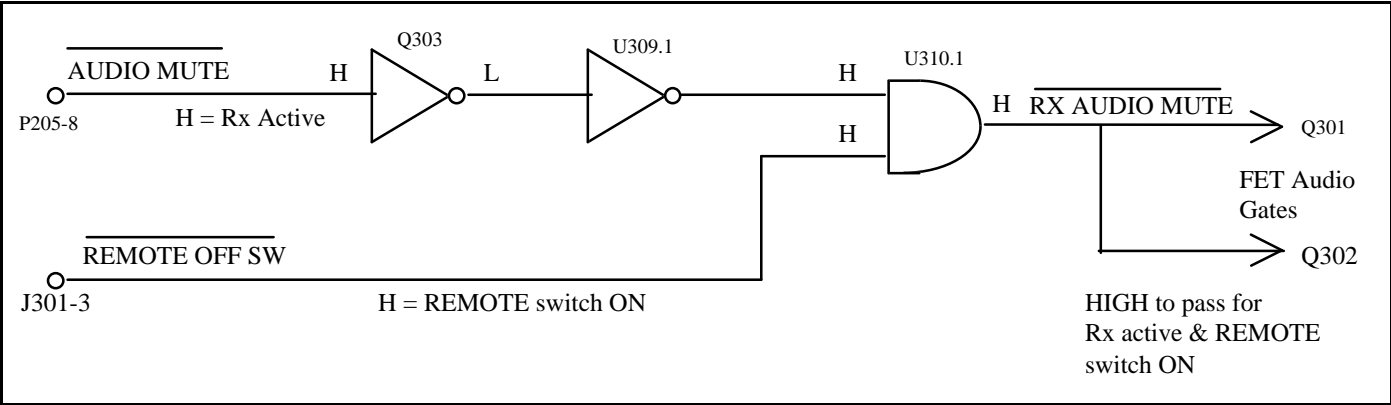 Q303
U309.1
U310.1
AUDIO MUTE
H
L
H
H
RX AUDIO MUTE
P205-8
H = Rx Active
H
Q301
FET Audio
Gates
REMOTE OFF SW
Q302
J301-3
H = REMOTE switch ON
HIGH to pass for
Rx active & REMOTE
switch ON